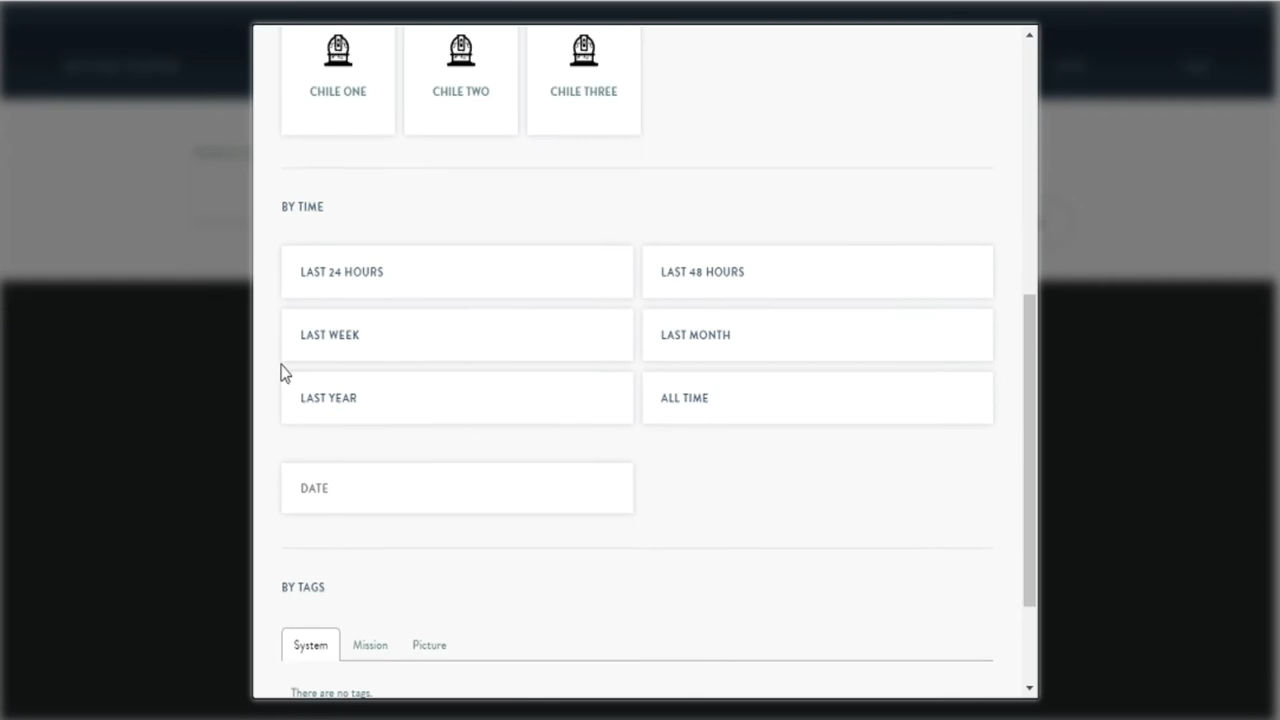 CHILE ONE CHILE TWO CHILE THREE
BY TIME
LAST 24 HOURS LAST 48 HOURS
LAST WEEK LAST MONTH
LAST YEAR ALL TIME
DATE
BY TAGS
System Mission Picture
There are no tags.